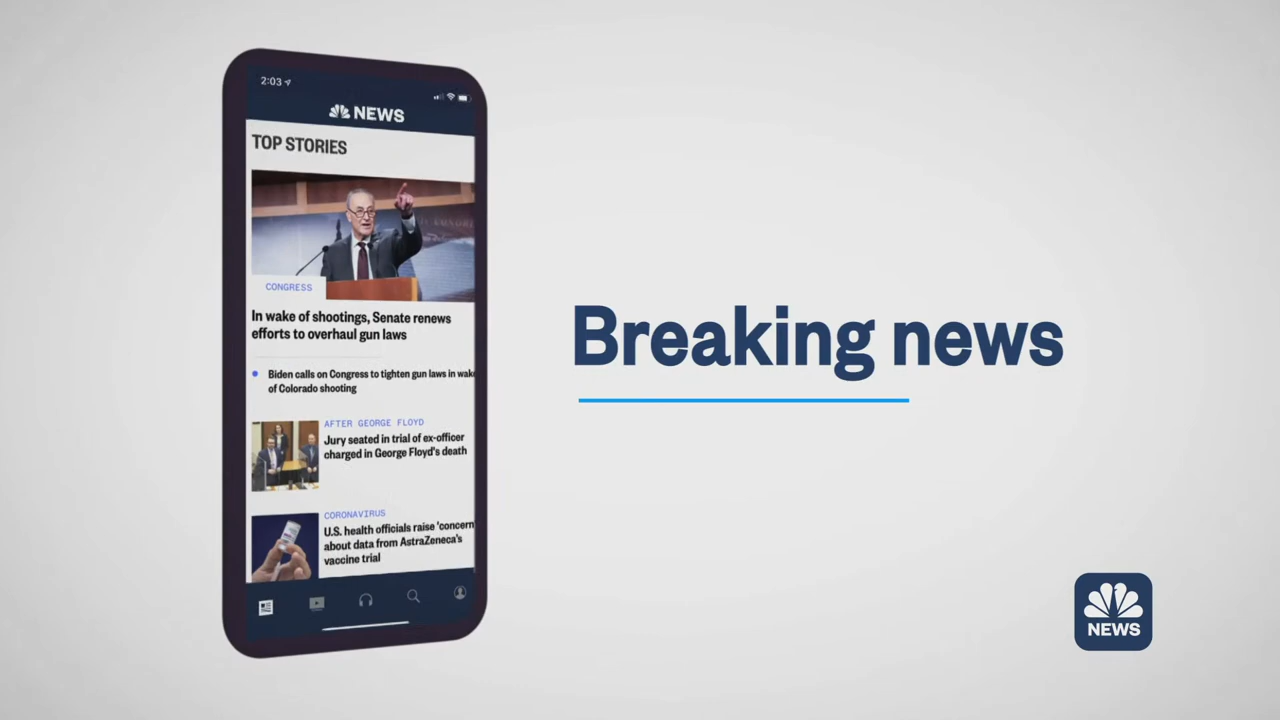 2:03
NEWS
TOP STORIES
CONGRESS
In wake of shootings, Senate renews
efforts to overhaul gun laws
Biden calls on Congress to tighten gun laws in wake
of Colorado shooting
AFTER GEORGE FLOYD
Jury seated in trial of ex-officer
charged in George Floyd's death
CORONAVIRUS
U.S. health officials raise 'concern
about data from AstraZeneca's
vaccine trial
Breaking news
NEWS